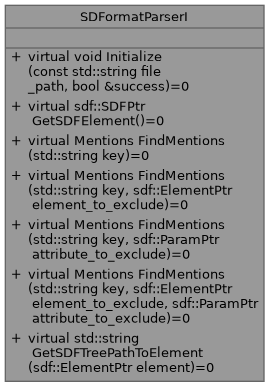 SDFormatParserI
+ virtual void Initialize
(const std::string file
_path, bool &success)=0
+ virtual sdf::SDFPtr
GetSDFElement()=0
+ virtual Mentions FindMentions
(std::string key)=0
+ virtual Mentions FindMentions
(std::string key, sdf::ElementPtr
element_to_exclude)=0
+ virtual Mentions FindMentions
(std::string key, sdf::ParamPtr
attribute_to_exclude)=0
+ virtual Mentions FindMentions
(std::string key, sdf::ElementPtr
element_to_exclude, sdf::ParamPtr
attribute_to_exclude)=0
+ virtual std::string
GetSDFTreePathToElement
(sdf::ElementPtr element)=0